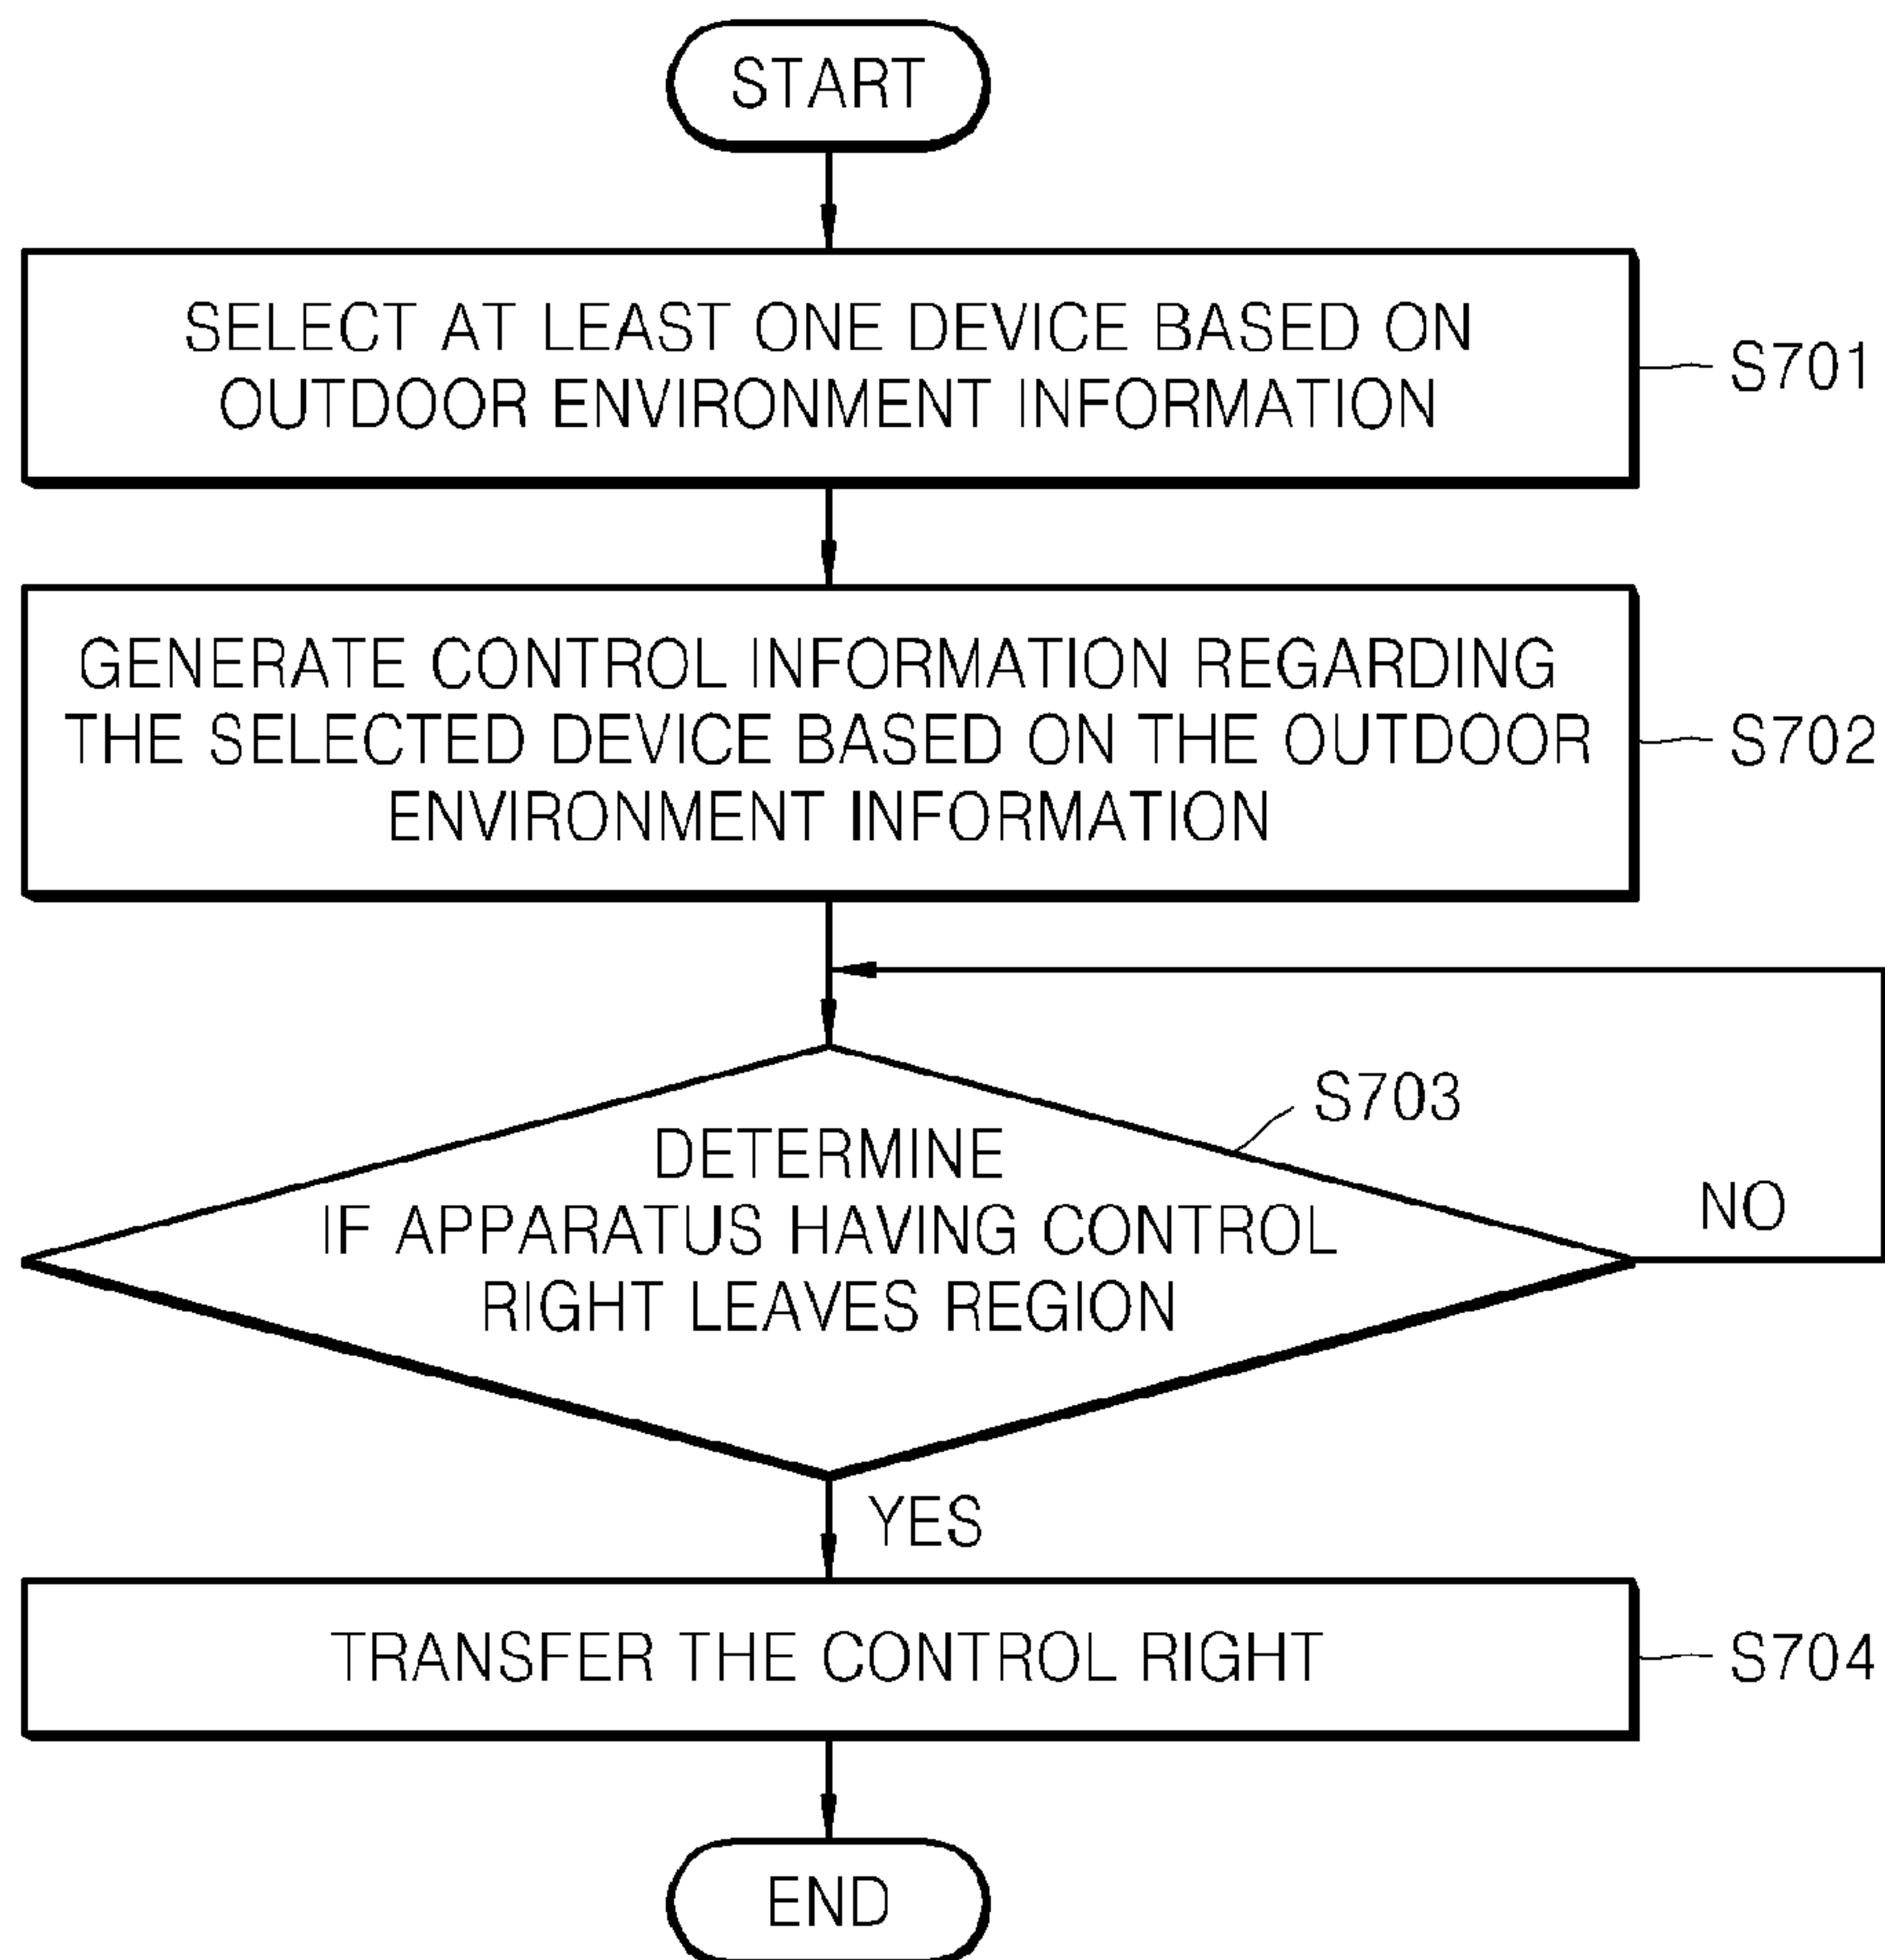 START
SELECT AT LEAST ONE DEVICE BASED ON
OUTDOOR ENVIRONMENT INFORMATION
S701
GENERATE CONTROL INFORMATION REGARDING
THE SELECTED DEVICE BASED ON THE OUTDOOR
ENVIRONMENT INFORMATION
S702
S703
DETERMINE
IF APPARATUS HAVING CONTROL
RIGHT LEAVES REGION
NO
YES
TRANSFER THE CONTROL RIGHT
S704
END